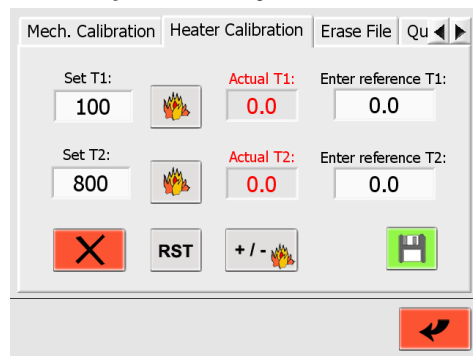 Mech. Calibration Heater Calibration Erase File Qu
Set T1: Actual T1: Enter reference T1:
100 0.0 0.0
Set T2: Actual T2: Enter reference T2:
800 0.0 0.0
RST + / -